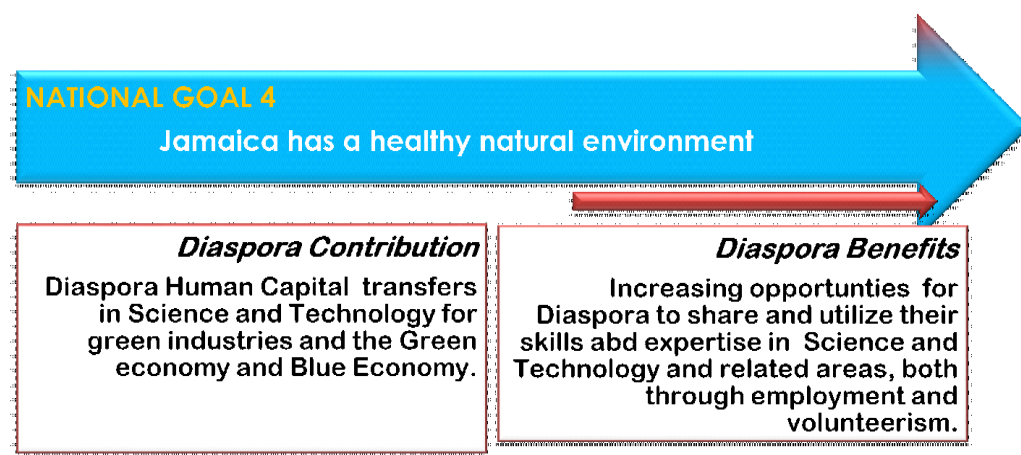 NATIONAL GOAL 4
Jamaica has a healthy natural environment
Diaspora Contribution
Diaspora Human Capital transfers
in Science and Technology for
green industries and the Green
economy and Blue Economy.
Diaspora Benefits
Increasing opportunties for
Diaspora to share and utilize their
skills abd expertise in Science and
Technology and related areas, both
through employment and
volunteerism.